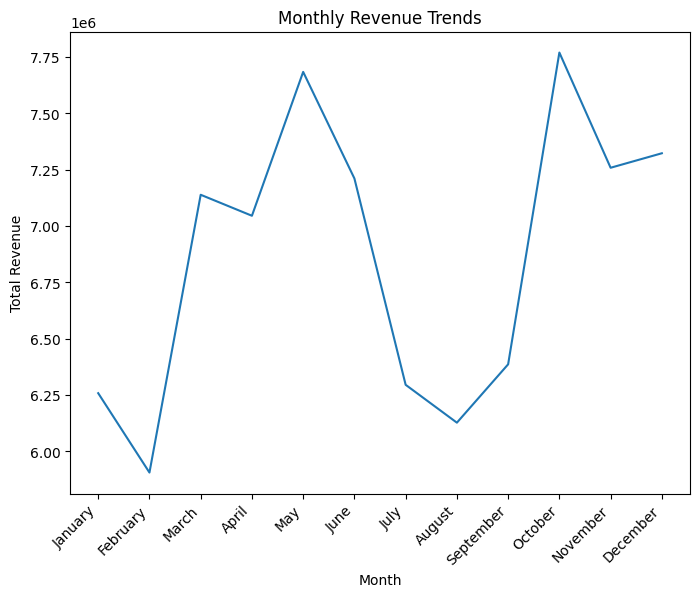 Monthly Revenue Trends
1e6
7.75
7.50
7.25
7.00
6.75
6.50
6.25
6.00
Total Revenue
January
February
March
April
May
June
July
August
September
October
November
December
Month